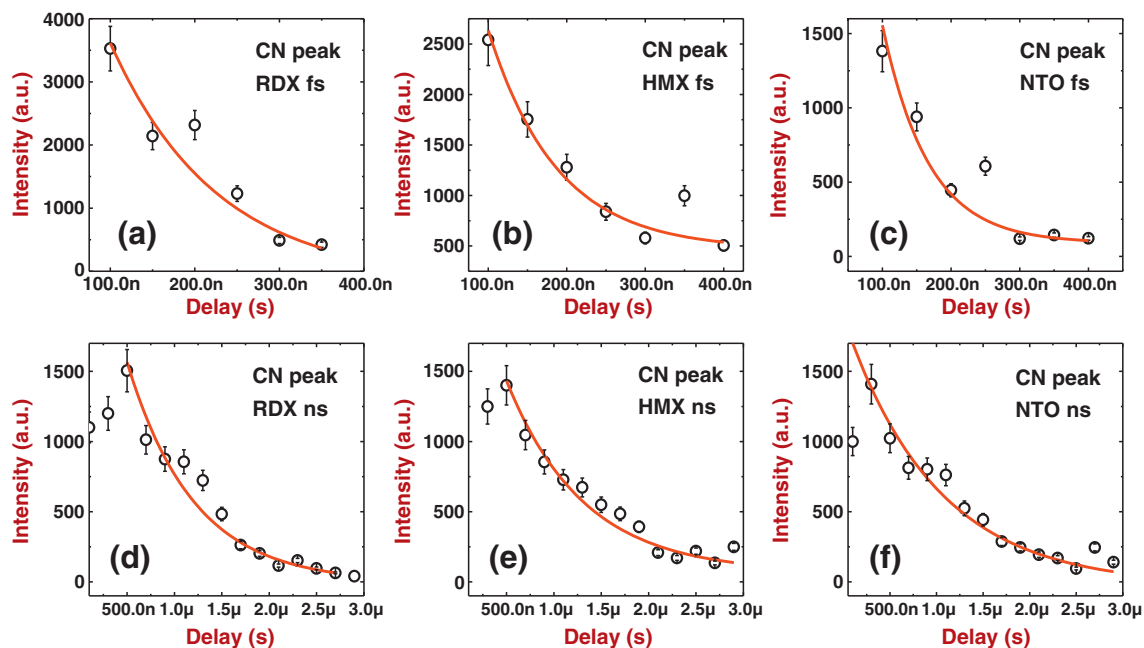 4000
3000
2000
1000
0
Intensity (a.u.)
CN peak
RDX fs
(a)
100.0n 200.0n 300.0n 400.0n
Delay (s)
2500
2000
1500
1000
500
Intensity (a.u.)
CN peak
HMX fs
(b)
100.0n 200.0n 300.0n 400.0n
Delay (s)
1500
1000
500
0
Intensity (a.u.)
CN peak
NTO fs
(c)
100.0n 200.0n 300.0n 400.0n
Delay (s)
1500
1000
500
0
Intensity (a.u.)
CN peak
RDX ns
(d)
500.0n 1.0µ 1.5µ 2.0µ 2.5µ 3.0µ
Delay (s)
1500
1000
500
0
Intensity (a.u.)
CN peak
HMX ns
(e)
500.0n 1.0µ 1.5µ 2.0µ 2.5µ 3.0µ
Delay (s)
1500
1000
500
0
Intensity (a.u.)
CN peak
NTO ns
(f)
500.0n 1.0µ 1.5µ 2.0µ 2.5µ 3.0µ
Delay (s)